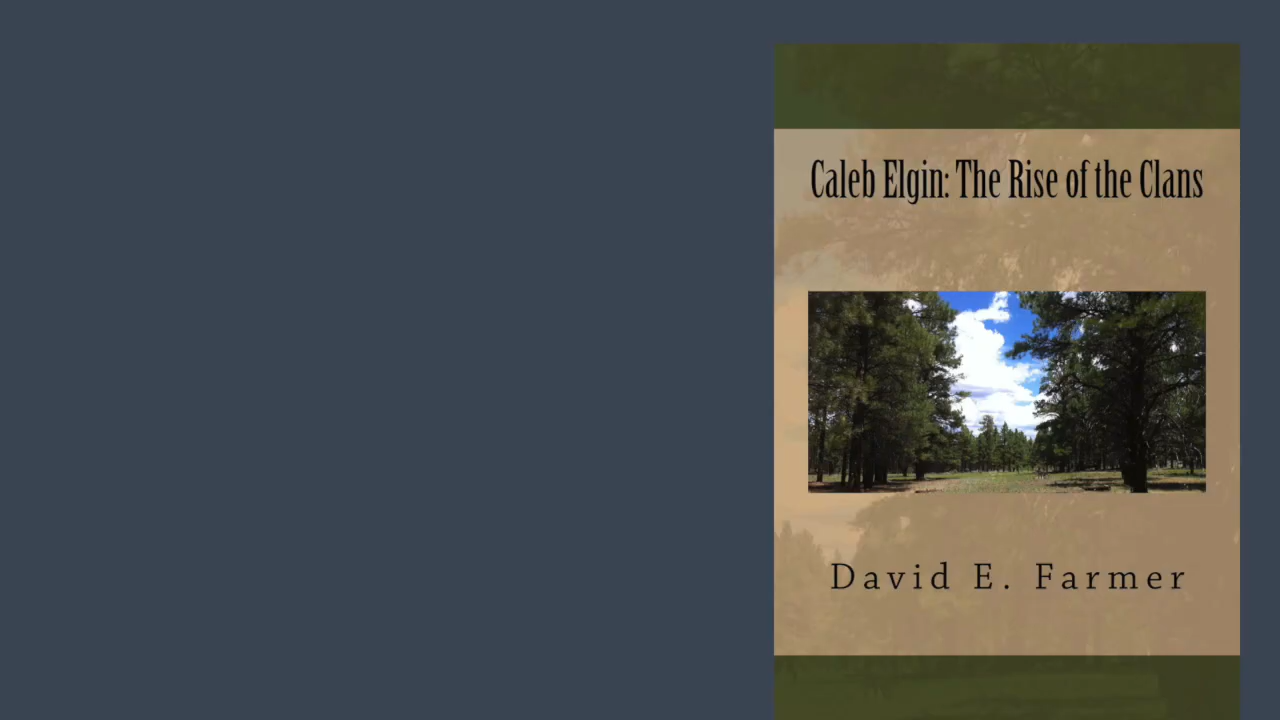 Caleb Elgin: The Rise of the Clans
David E. Farmer